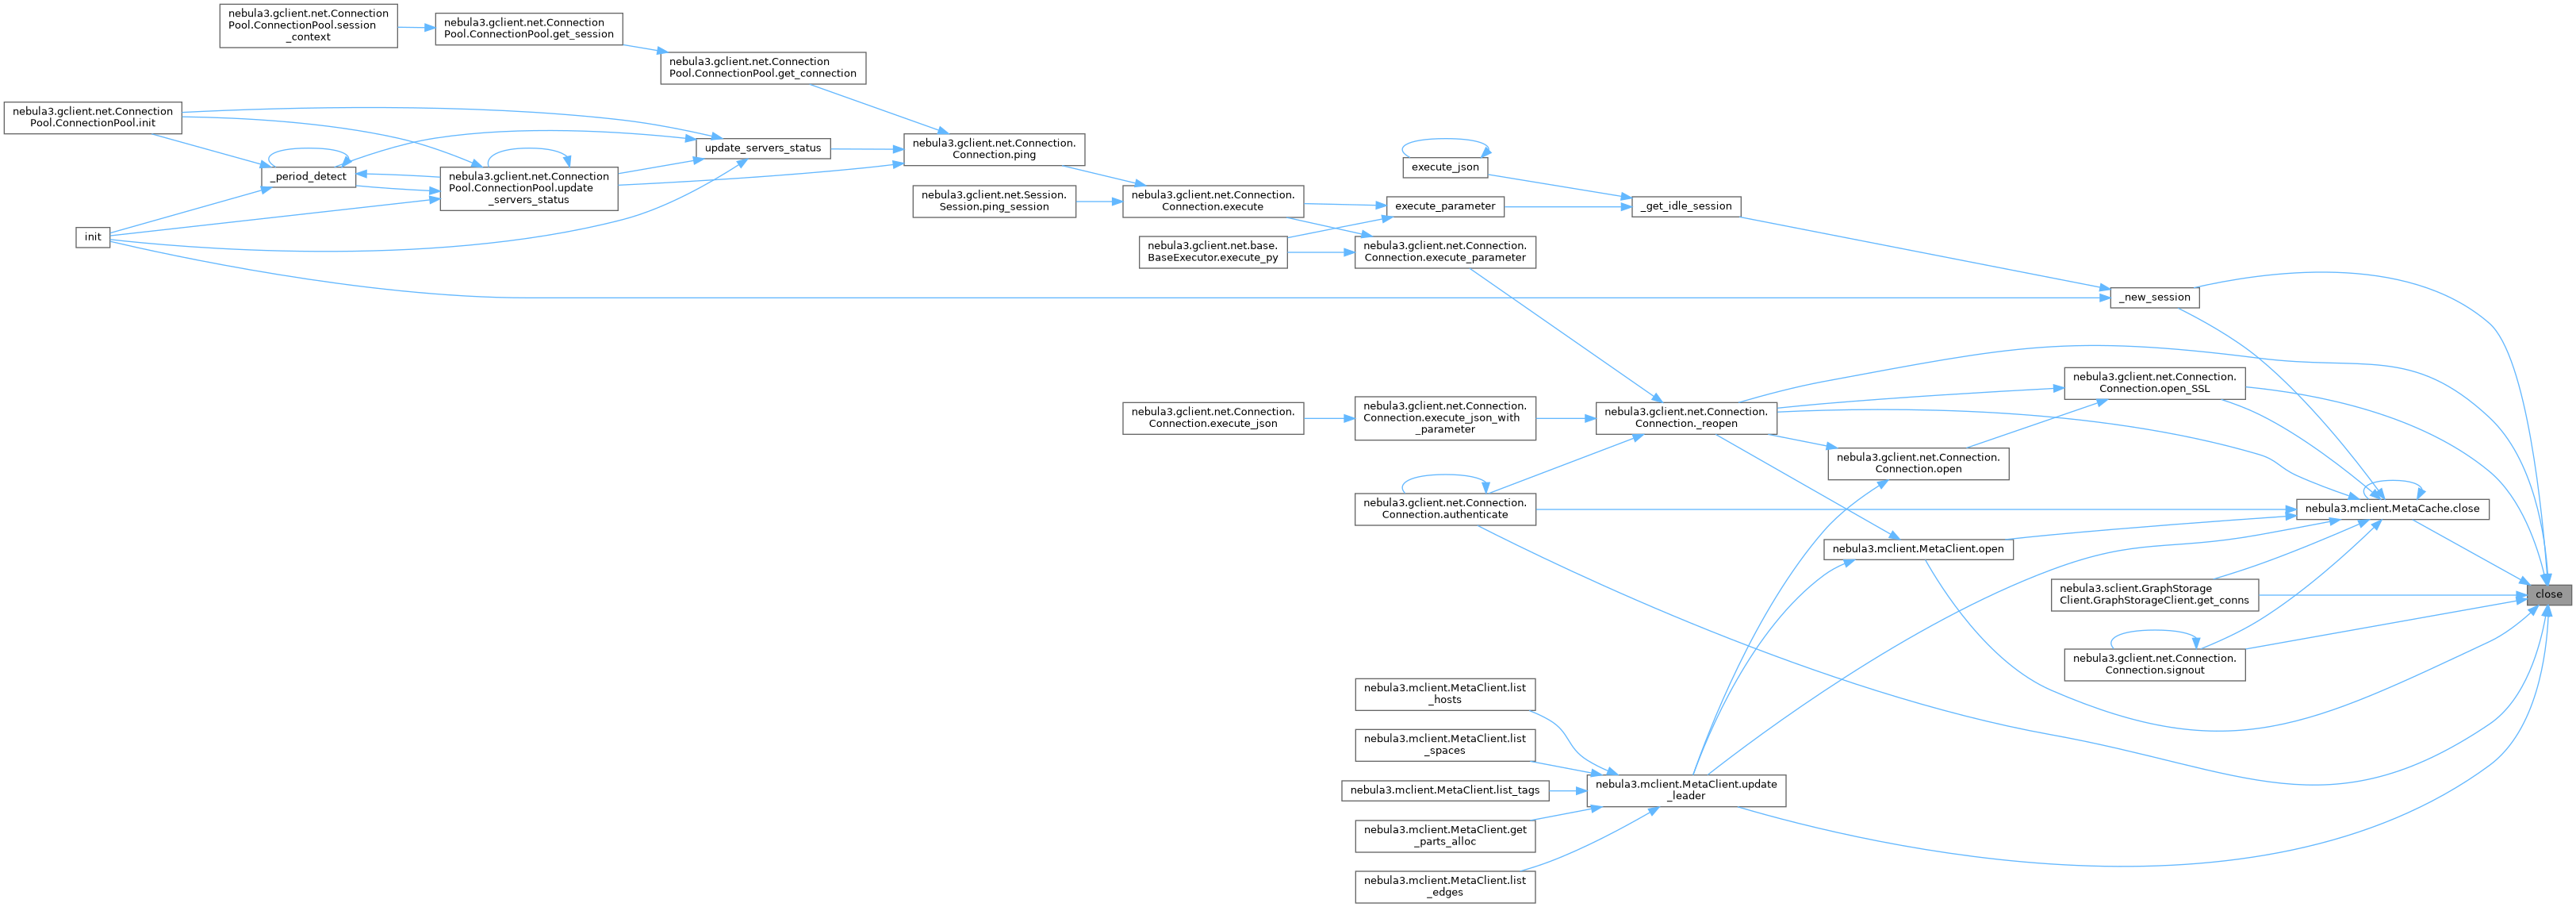 nebula3.gclient.net.Connection
Pool.ConnectionPool.session
_context
nebula3.gclient.net.Connection
Pool.ConnectionPool.get_session
nebula3.gclient.net.Connection
Pool.ConnectionPool.get_connection
nebula3.gclient.net.Connection
Pool.ConnectionPool.init
_period_detect
nebula3.gclient.net.Connection
Pool.ConnectionPool.update
_servers_status
update_servers_status
nebula3.gclient.net.Connection.
Connection.ping
init
nebula3.gclient.net.Session.
Session.ping_session
nebula3.gclient.net.Connection.
Connection.execute
execute_json
execute_parameter
_get_idle_session
nebula3.gclient.net.base.
BaseExecutor.execute_py
nebula3.gclient.net.Connection.
Connection.execute_parameter
_new_session
nebula3.gclient.net.Connection.
Connection.open_SSL
nebula3.gclient.net.Connection.
Connection.execute_json
nebula3.gclient.net.Connection.
Connection.execute_json_with
_parameter
nebula3.gclient.net.Connection.
Connection._reopen
nebula3.gclient.net.Connection.
Connection.open
nebula3.gclient.net.Connection.
Connection.authenticate
nebula3.mclient.MetaCache.close
nebula3.mclient.MetaClient.open
nebula3.sclient.GraphStorage
Client.GraphStorageClient.get_conns
close
nebula3.gclient.net.Connection.
Connection.signout
nebula3.mclient.MetaClient.list
_hosts
nebula3.mclient.MetaClient.list
_spaces
nebula3.mclient.MetaClient.list_tags
nebula3.mclient.MetaClient.update
_leader
nebula3.mclient.MetaClient.get
_parts_alloc
nebula3.mclient.MetaClient.list
_edges